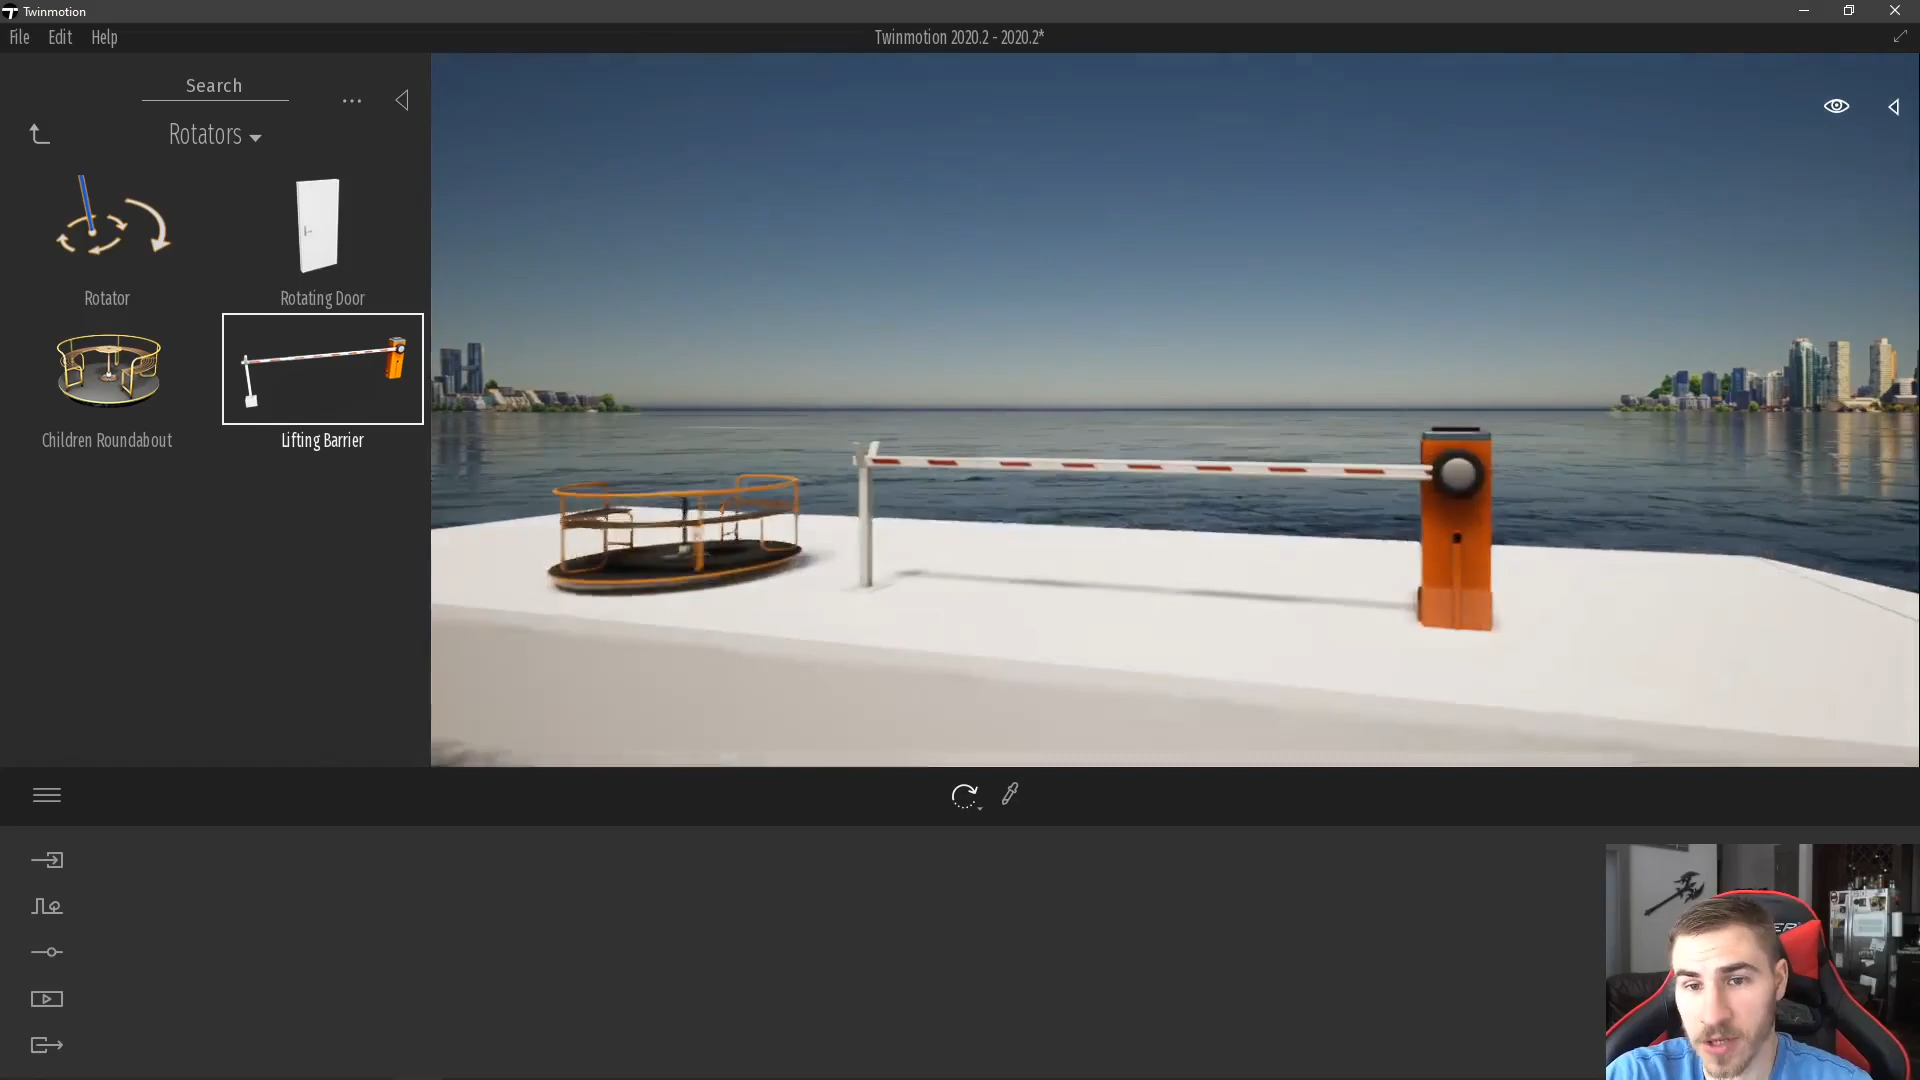 Twinmotion
File Edit Help
Twinmotion 2020.2 - 2020.2*
Search
Rotators
Rotator
Rotating Door
Children Roundabout
Lifting Barrier